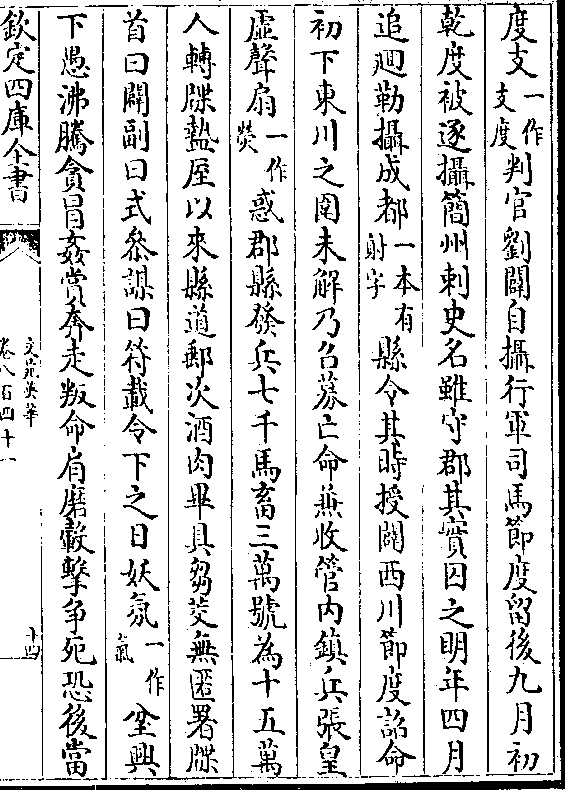 度支一作支度判官劉闢自攝行軍司馬節度留後九月初
乾度被逐攝簡州刺史名雖守郡其實囚之明年四月
追廻勒攝成都一本有尉字縣令其時授闢西川節度詔命
初下東川之圍未解乃召募亡命兼收管内鎮兵張皇
虚聲扇一作熒惑郡縣發兵七千馬畜三萬號為十五萬
人轉牒盩厔以來縣道郵次酒肉畢具芻茭無匿署牒
首曰闢副曰式叅謀曰符載令下之日妖氛一作氣坌興
下愚沸騰貪冒姦賞奔走叛命肩磨轂擊争死恐後當
欽定四庫全書
文苑英華
卷八百四十一
十四